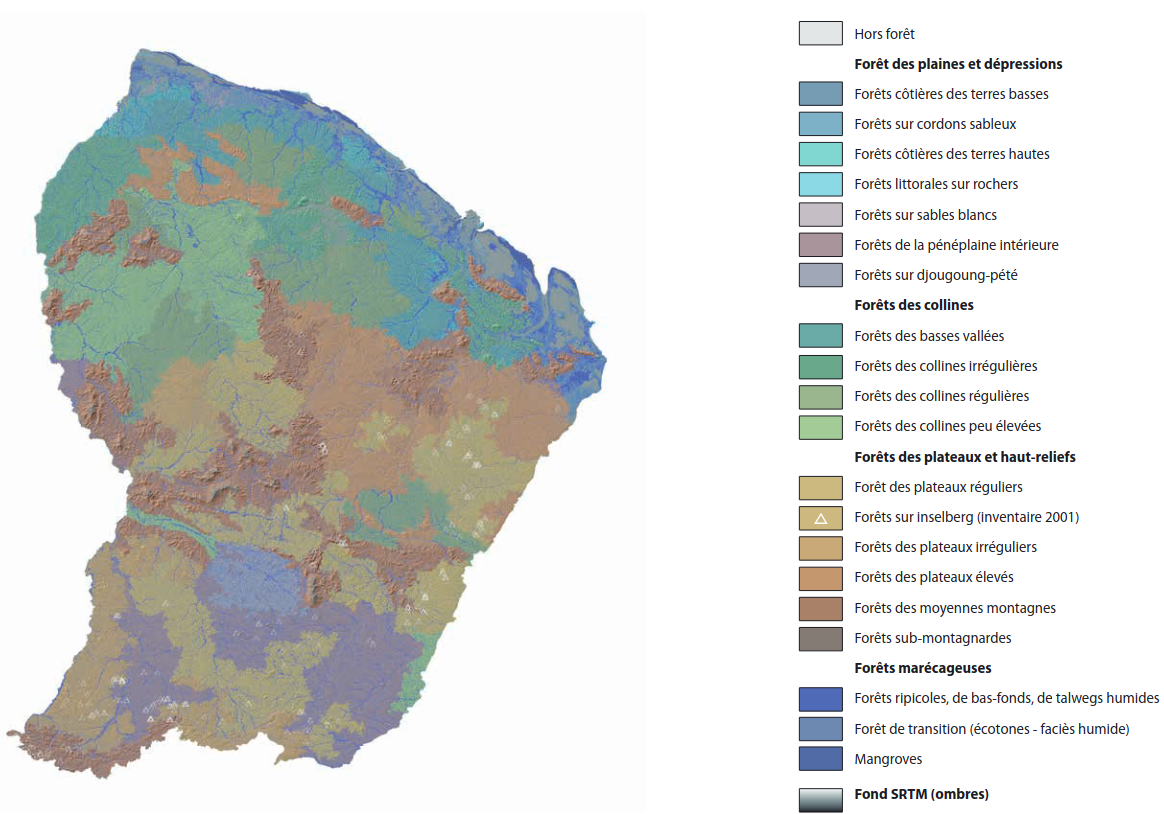 Hors forêt
Forêt des plaines et dépressions
Forêts côtières des terres basses
Forêts sur cordons sableux
Forêts côtières des terres hautes
Forêts littorales sur rochers
Forêts sur sables blancs
Forêts de la pénéplaine intérieure
Forêts sur djougoung-pété
Forêts des collines
Forêts des basses vallées
Forêts des collines irrégulières
Forêts des collines régulières
Forêts des collines peu élevées
Forêts des plateaux et haut-reliefs
Forêt des plateaux réguliers
Forêts sur inselberg (inventaire 2001)
Forêts des plateaux irréguliers
Forêts des plateaux élevés
Forêts des moyennes montagnes
Forêts sub-montagnardes
Forêts marécageuses
Forêts ripicoles, de bas-fonds, de talwegs humides
Forêt de transition (écotones - faciès humide)
Mangroves
Fond SRTM (ombres)